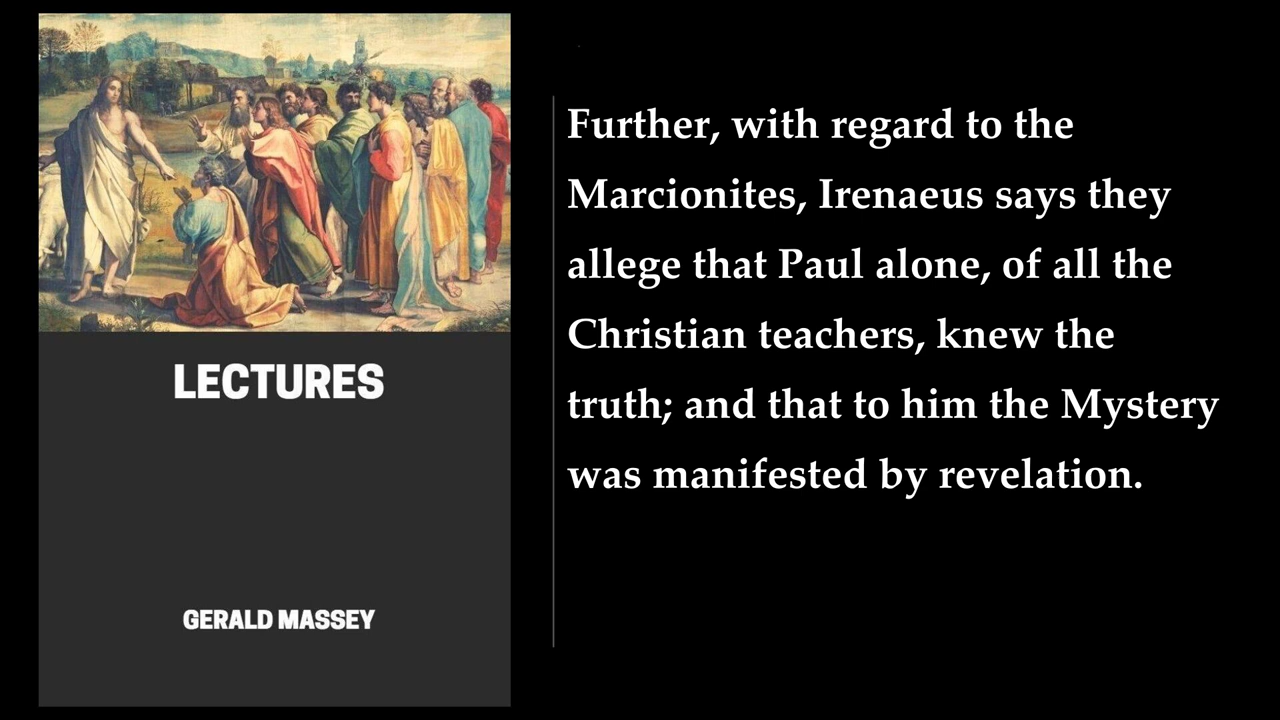 LECTURES
GERALD MASSEY
Further, with regard to the
Marcionites, Irenaeus says they
allege that Paul alone, of all the
Christian teachers, knew the
truth; and that to him the Mystery
was manifested by revelation.